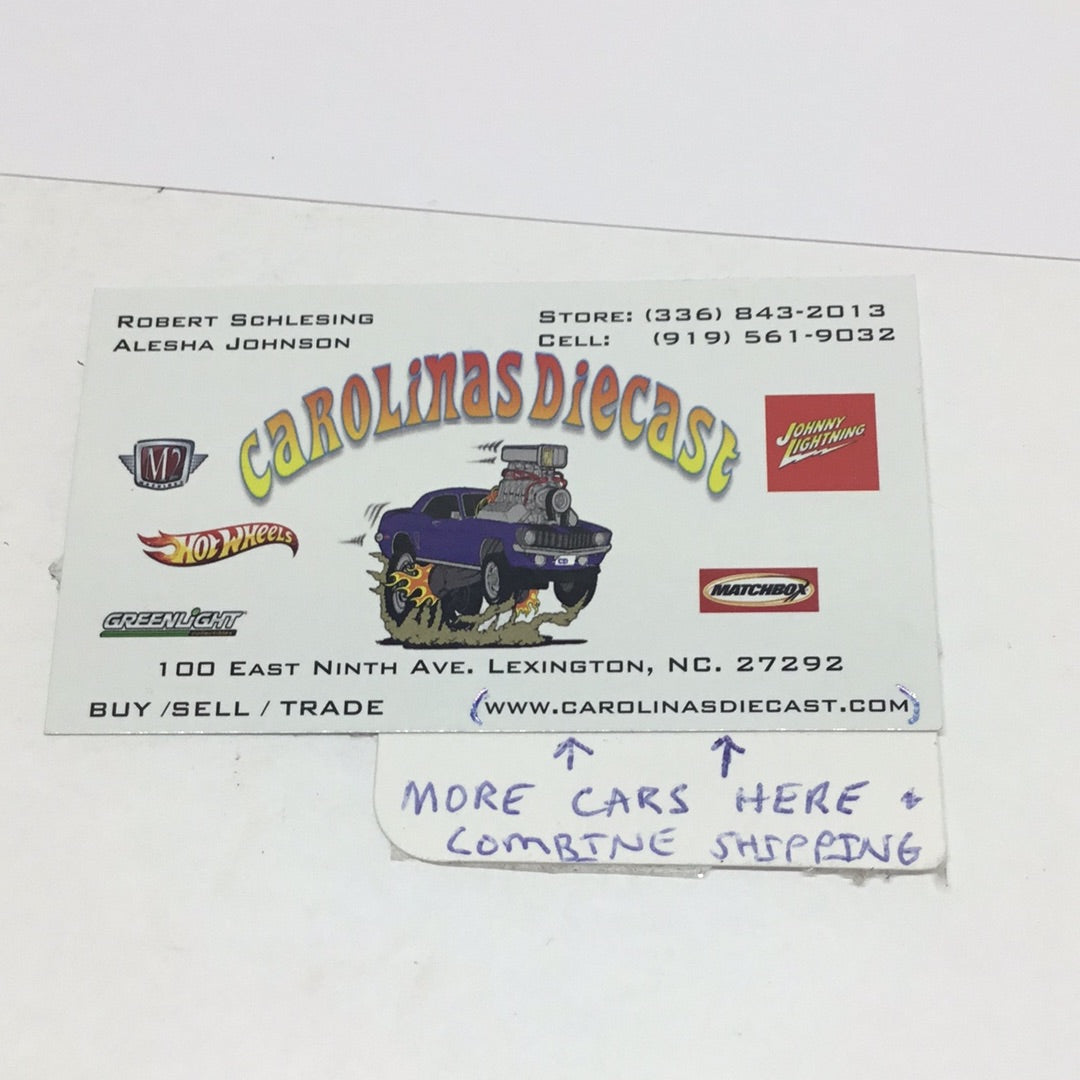 ROBERT SCHLESING
ALESHA JOHNSON
STORE: (336) 843-2013
CELL: (919) 561-9032
CAROLINAS DIECAST
M2
JOHNNY
LIGHTNING
HOT WHEELS
CD
MATCHBOX
GREENLIGHT
100 EAST NINTH AVE. LEXINGTON, NC. 27292
BUY /SELL / TRADE
(WWW.CAROLINASDIECAST.COM)
↑ ↑
MORE CARS HERE +
COMBINE SHIPPING